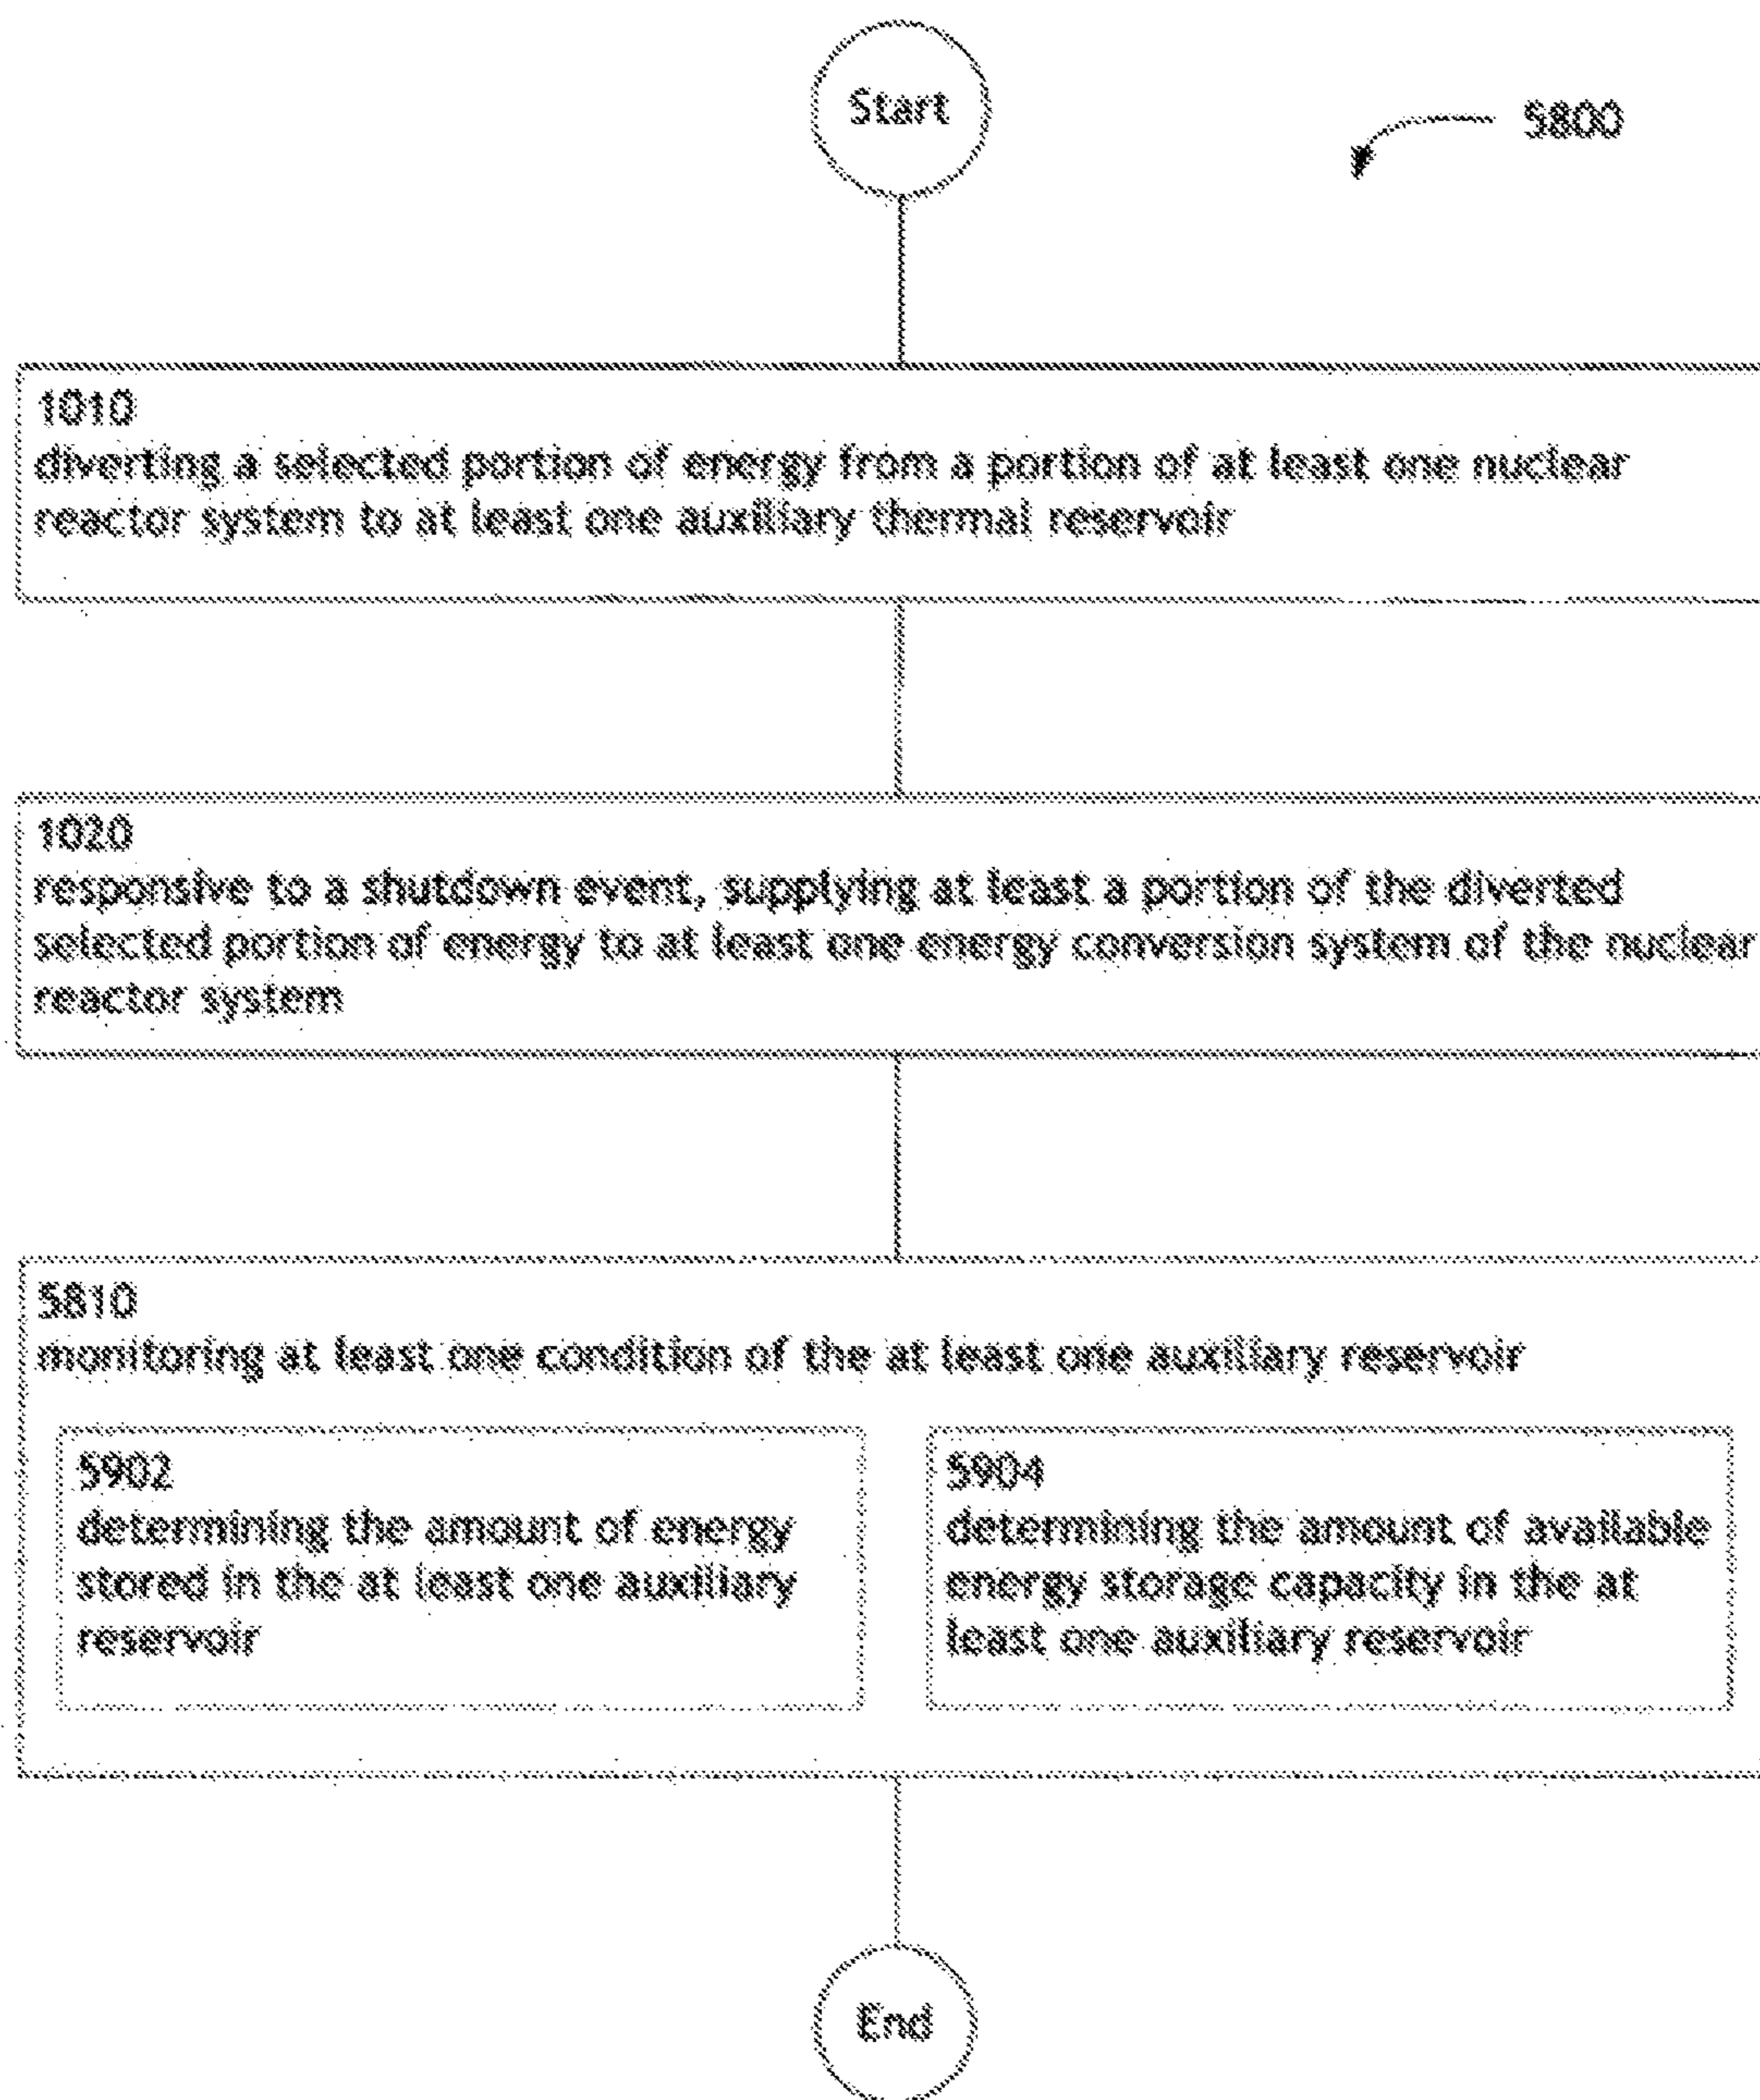 Start
5800
1010
diverting a selected portion of energy from a portion of at least one nuclear
reactor system to at least one auxiliary thermal reservoir
1020
responsive to a shutdown event, supplying at least a portion of the diverted
selected portion of energy to at least one energy conversion system of the nuclear
reactor system
5810
monitoring at least one condition of the at least one auxiliary reservoir
5902
determining the amount of energy
stored in the at least one auxiliary
reservoir
5904
determining the amount of available
energy storage capacity in the at
least one auxiliary reservoir
End